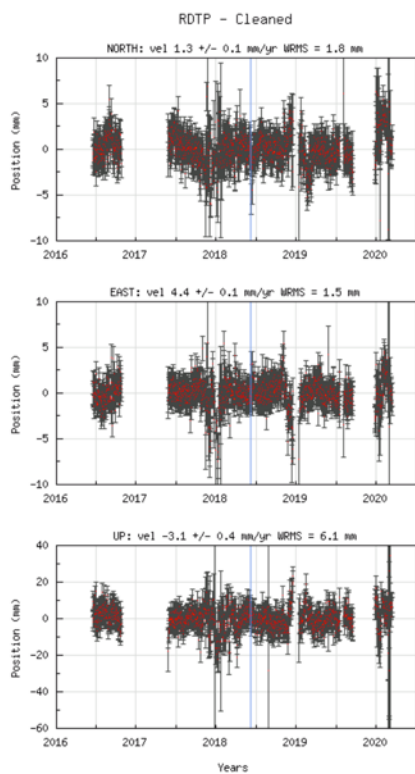 RDTP - Cleaned
NORTH: vel 1.3 +/- 0.1 mm/yr WRMS = 1.8 mm
Position (mm)
10
5
0
-5
-10
2016 2017 2018 2019 2020
EAST: vel 4.4 +/- 0.1 mm/yr WRMS = 1.5 mm
Position (mm)
10
5
0
-5
-10
2016 2017 2018 2019 2020
UP: vel -3.1 +/- 0.4 mm/yr WRMS = 6.1 mm
Position (mm)
40
20
0
-20
-40
-60
2016 2017 2018 2019 2020
Years